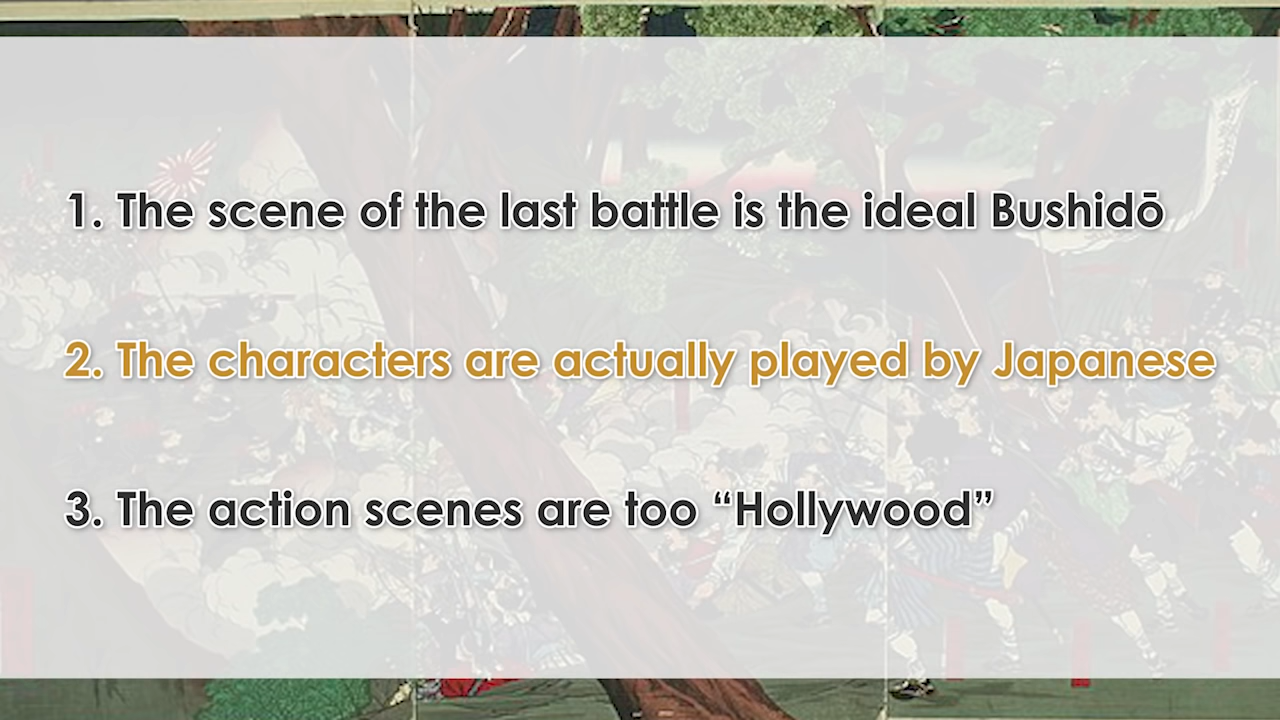 1. The scene of the last battle is the ideal Bushidō
2. The characters are actually played by Japanese
3. The action scenes are too “Hollywood”